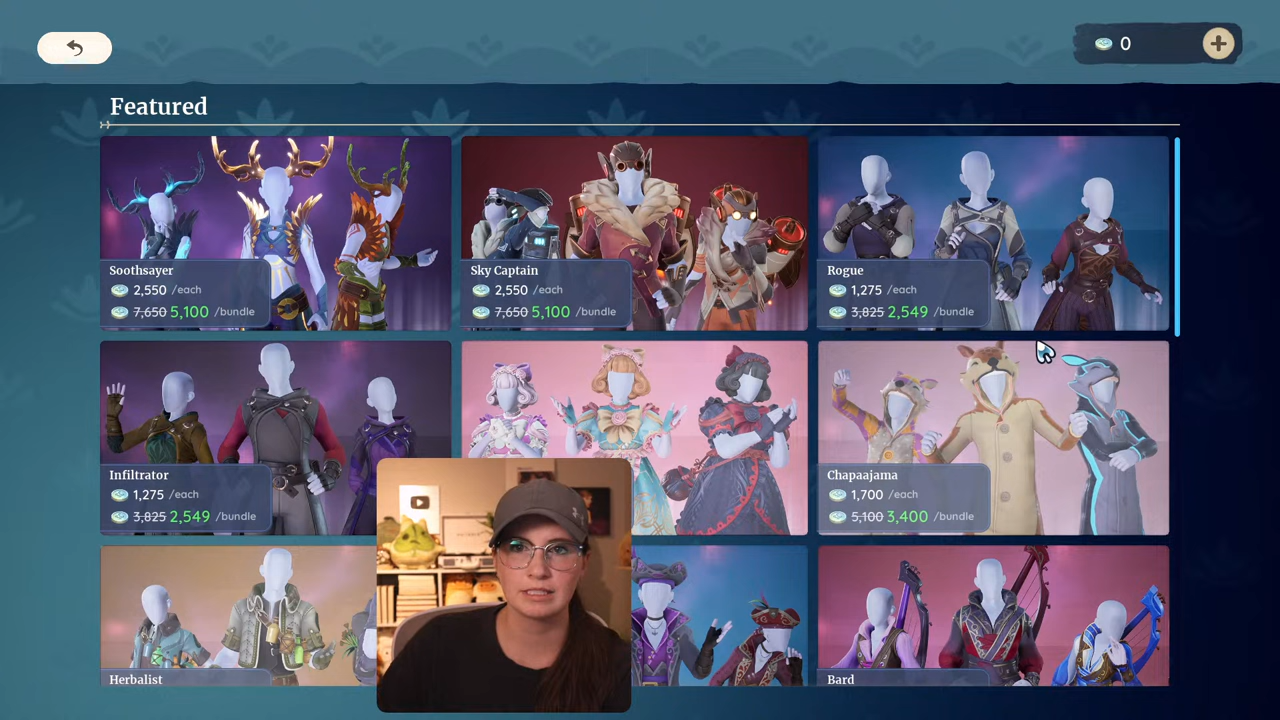 0
Featured
Soothsayer
2,550 /each
7,650 5,100 /bundle
Sky Captain
2,550 /each
7,650 5,100 /bundle
Rogue
1,275 /each
3,825 2,549 /bundle
Infiltrator
1,275 /each
3,825 2,549 /bundle
Chapaajama
1,700 /each
5,100 3,400 /bundle
Herbalist
Bard